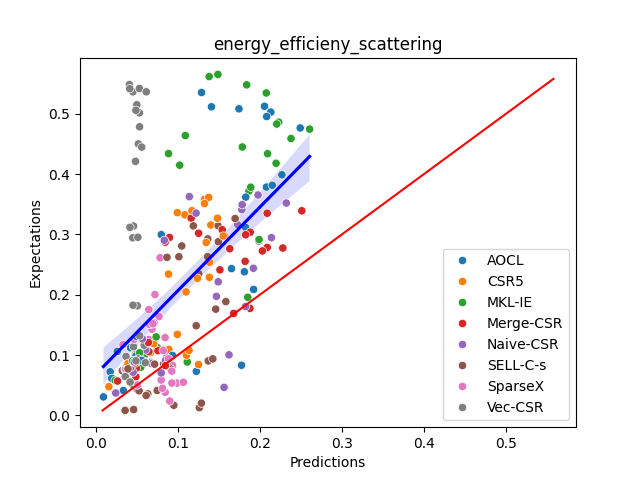 energy_efficieny_scattering
Expectations
0.5
0.4
0.3
0.2
0.1
0.0
0.0 0.1 0.2 0.3 0.4 0.5
Predictions
AOCL
CSR5
MKL-IE
Merge-CSR
Naive-CSR
SELL-C-s
SparseX
Vec-CSR